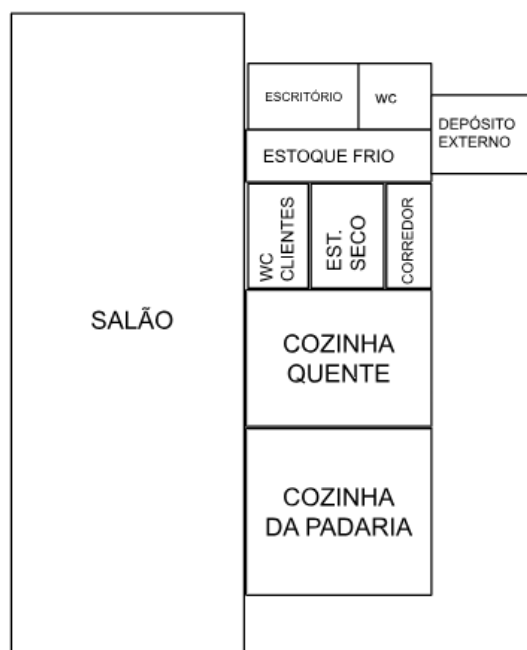 ESCRITÓRIO
WC
DEPÓSITO
EXTERNO
ESTOQUE FRIO
WC
CLIENTES
EST.
SECO
CORREDOR
SALÃO
COZINHA
QUENTE
COZINHA
DA PADARIA